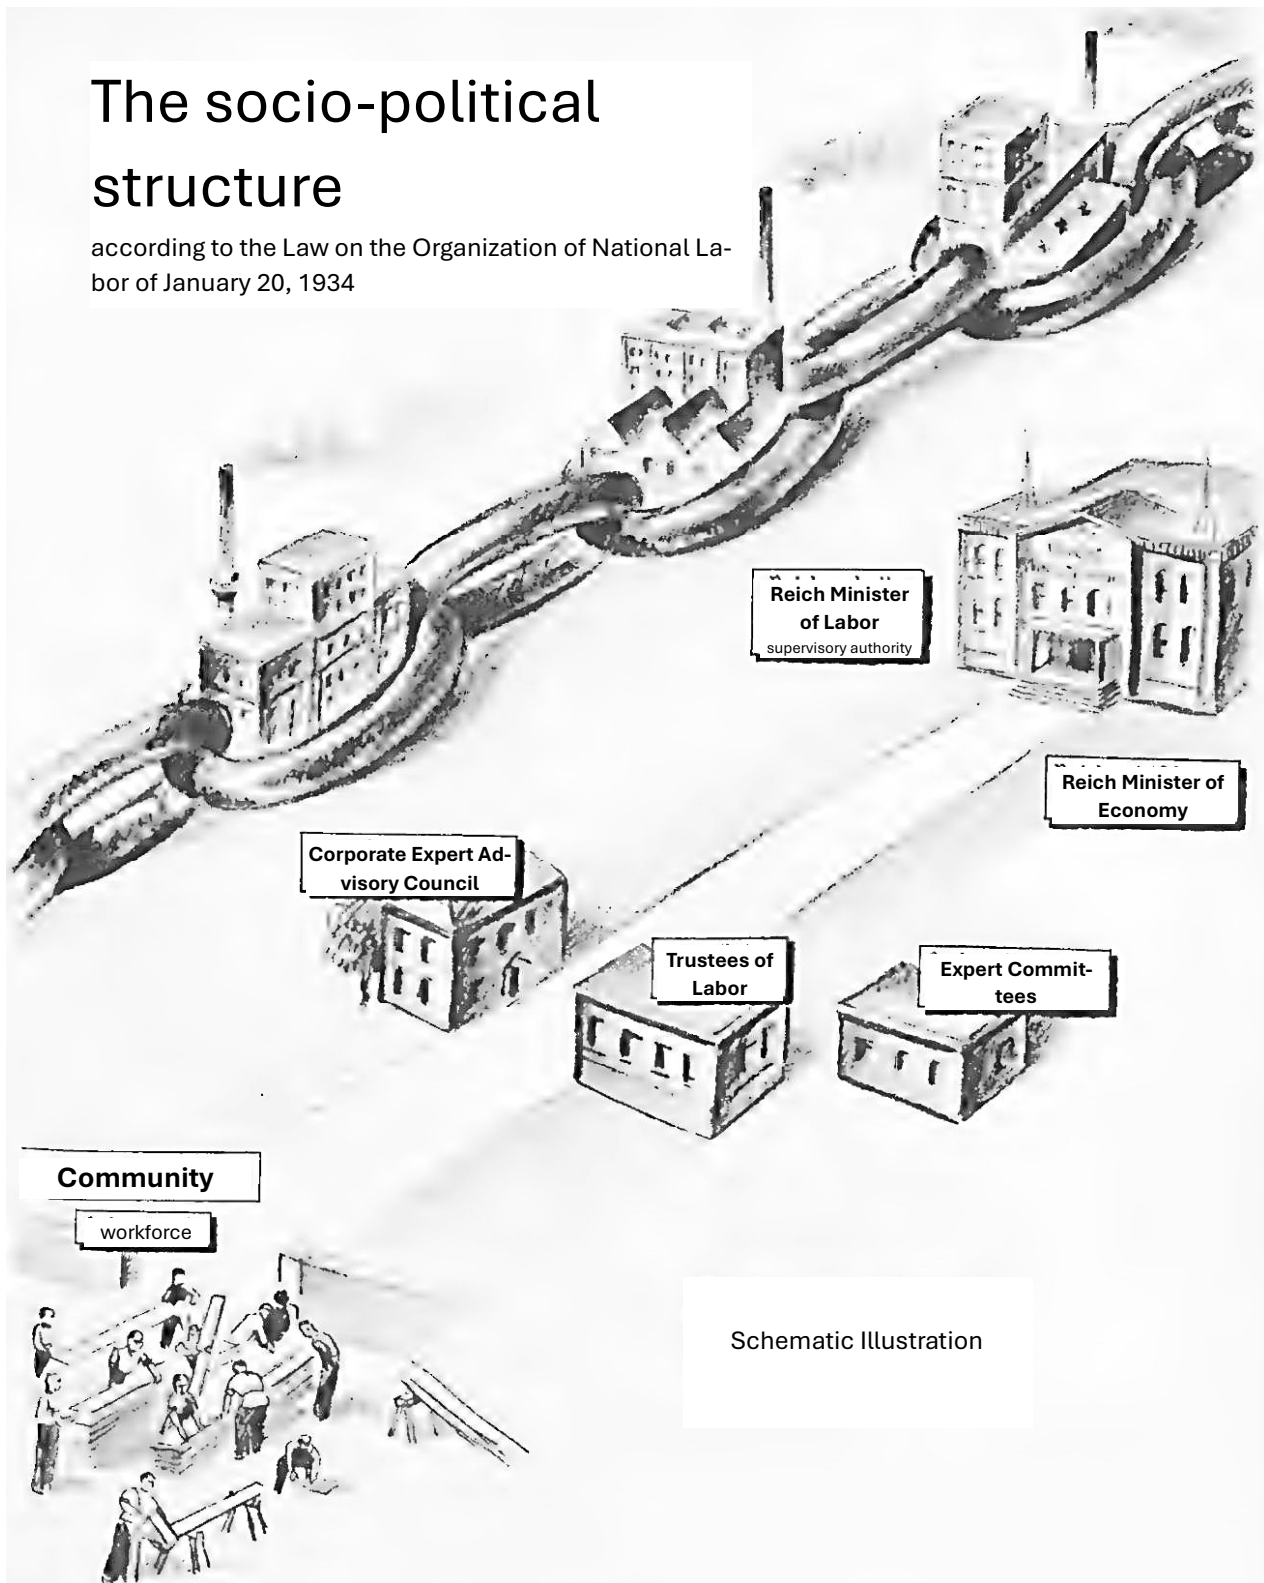 The socio-political
structure
according to the Law on the Organization of National La-
bor of January 20, 1934
Reich Minister
of Labor
supervisory authority
Reich Minister of
Economy
Corporate Expert Ad-
visory Council
Trustees of
Labor
Expert Commit-
tees
Community
workforce
Schematic Illustration